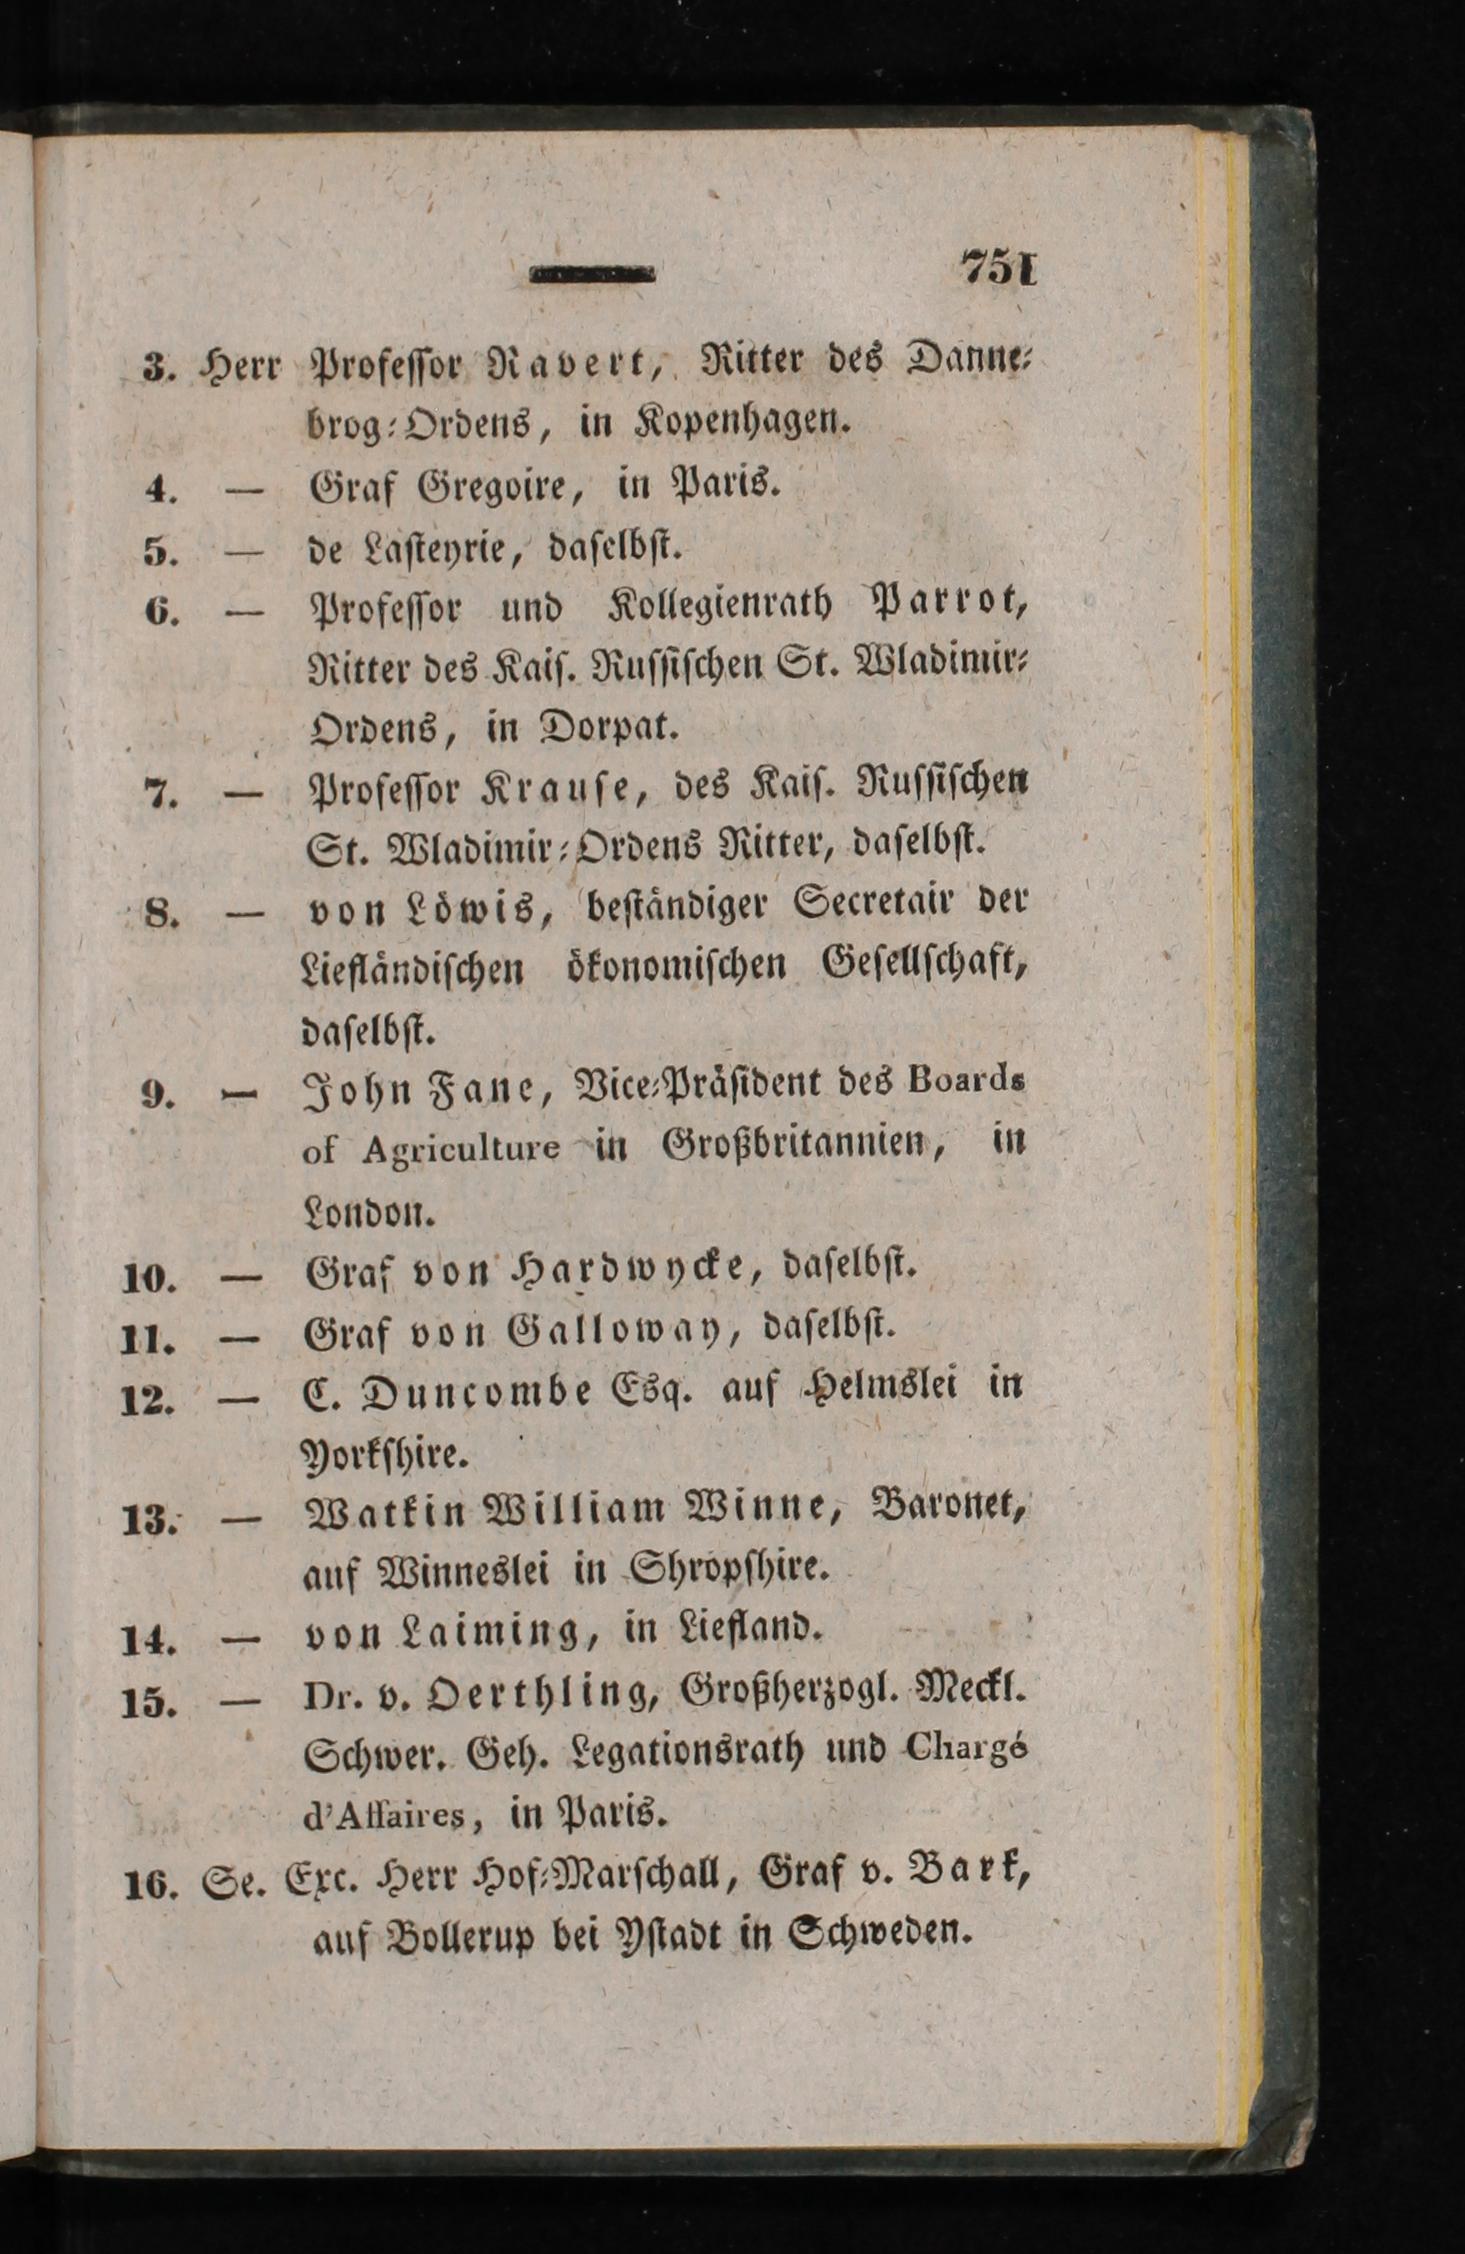 751
3. Herr Professor Ravert, Ritter des Danne-
brog-Ordens, in Kopenhagen.
4. — Graf Gregoire, in Paris.
5. — de Lasteyrie, daselbst.
6. — Professor und Kollegienrath Parrot,
Ritter des Kais. Russischen St. Wladimir-
Ordens, in Dorpat.
7. — Professor Krause, des Kais. Russischen
St. Wladimir-Ordens Ritter, daselbst.
8. — von Löwis, beständiger Secretair der
Liefländischen ökonomischen Gesellschaft,
daselbst.
9. — John Fane, Vice-Präsident des Boards
of Agriculture in Großbritannien, in
London.
10. — Graf von Hardwycke, daselbst.
11. — Graf von Galloway, daselbst.
12. — C. Duncombe Esq. auf Helmslei in
Yorkshire.
13. — Watkin William Winne, Baronet,
auf Winneslei in Shropshire.
14. — von Laiming, in Liefland.
15. — Dr. v. Oerthling, Großherzogl. Meckl.
Schwer. Geh. Legationsrath und Chargé
d'Affaires, in Paris.
16. Se. Exc. Herr Hof-Marschall, Graf v. Bark,
auf Bollerup bei Ystadt in Schweden.